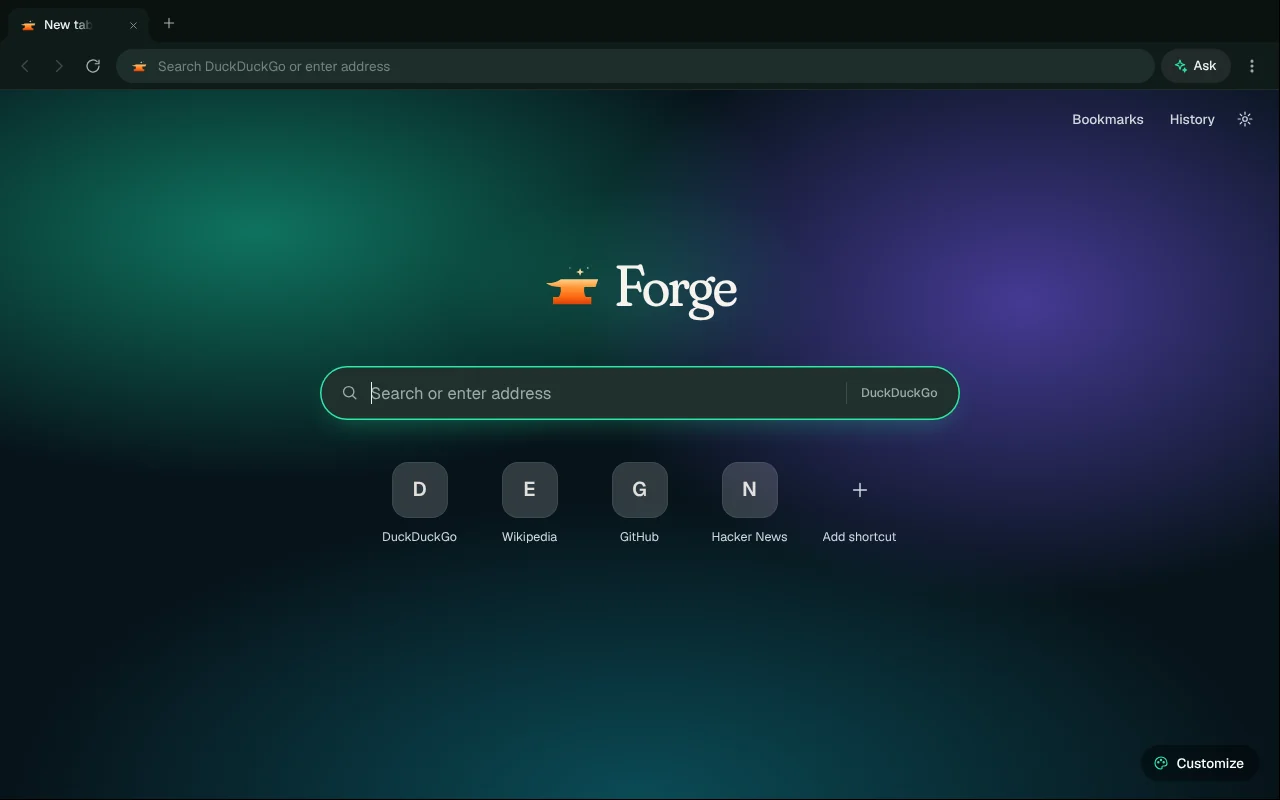 New tab
Search DuckDuckGo or enter address
Ask
Bookmarks
History
Forge
Search or enter address
DuckDuckGo
D
E
G
N
DuckDuckGo
Wikipedia
GitHub
Hacker News
Add shortcut
Customize